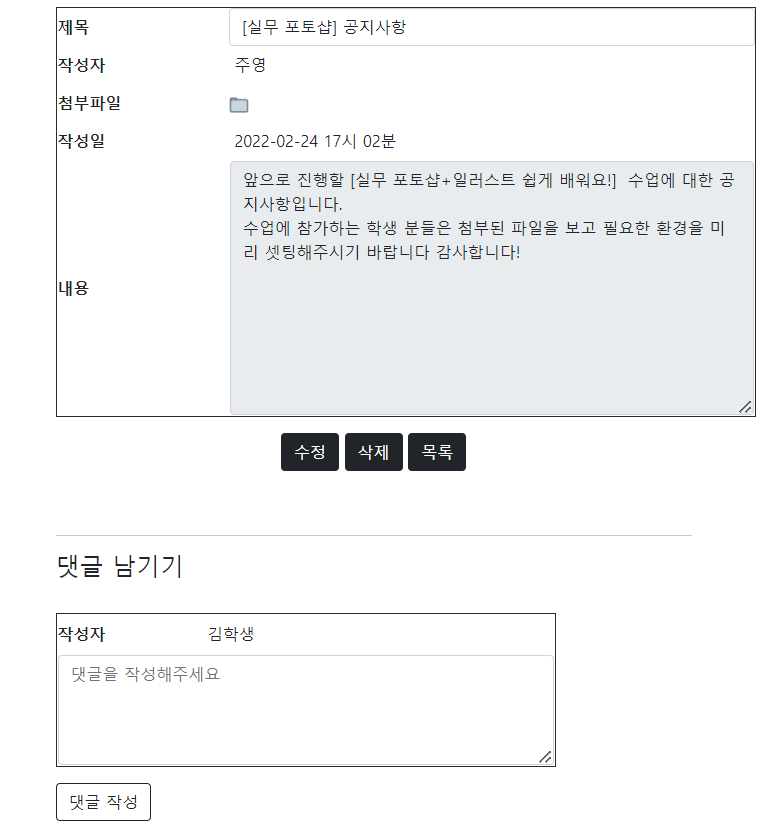 제목 [실무 포토샵] 공지사항
작성자 주영
첨부파일
작성일 2022-02-24 17시 02분
앞으로 진행할 [실무 포토샵+일러스트 쉽게 배워요!]  수업에 대한 공
지사항입니다.
수업에 참가하는 학생 분들은 첨부된 파일을 보고 필요한 환경을 미
리 셋팅해주시기 바랍니다 감사합니다!
내용
수정 삭제 목록
댓글 남기기
작성자 김학생
댓글을 작성해주세요
댓글 작성